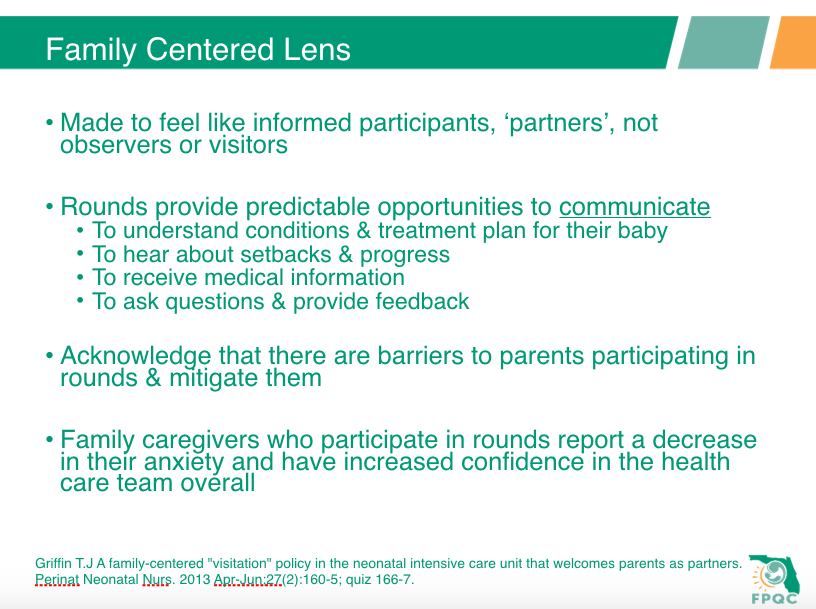 Family Centered Lens
• Made to feel like informed participants, ‘partners’, not
observers or visitors
• Rounds provide predictable opportunities to communicate
• To understand conditions & treatment plan for their baby
• To hear about setbacks & progress
• To receive medical information
• To ask questions & provide feedback
• Acknowledge that there are barriers to parents participating in
rounds & mitigate them
• Family caregivers who participate in rounds report a decrease
in their anxiety and have increased confidence in the health
care team overall
Griffin T.J A family-centered "visitation" policy in the neonatal intensive care unit that welcomes parents as partners.
Perinat Neonatal Nurs. 2013 Apr-Jun;27(2):160-5; quiz 166-7.
FPQC